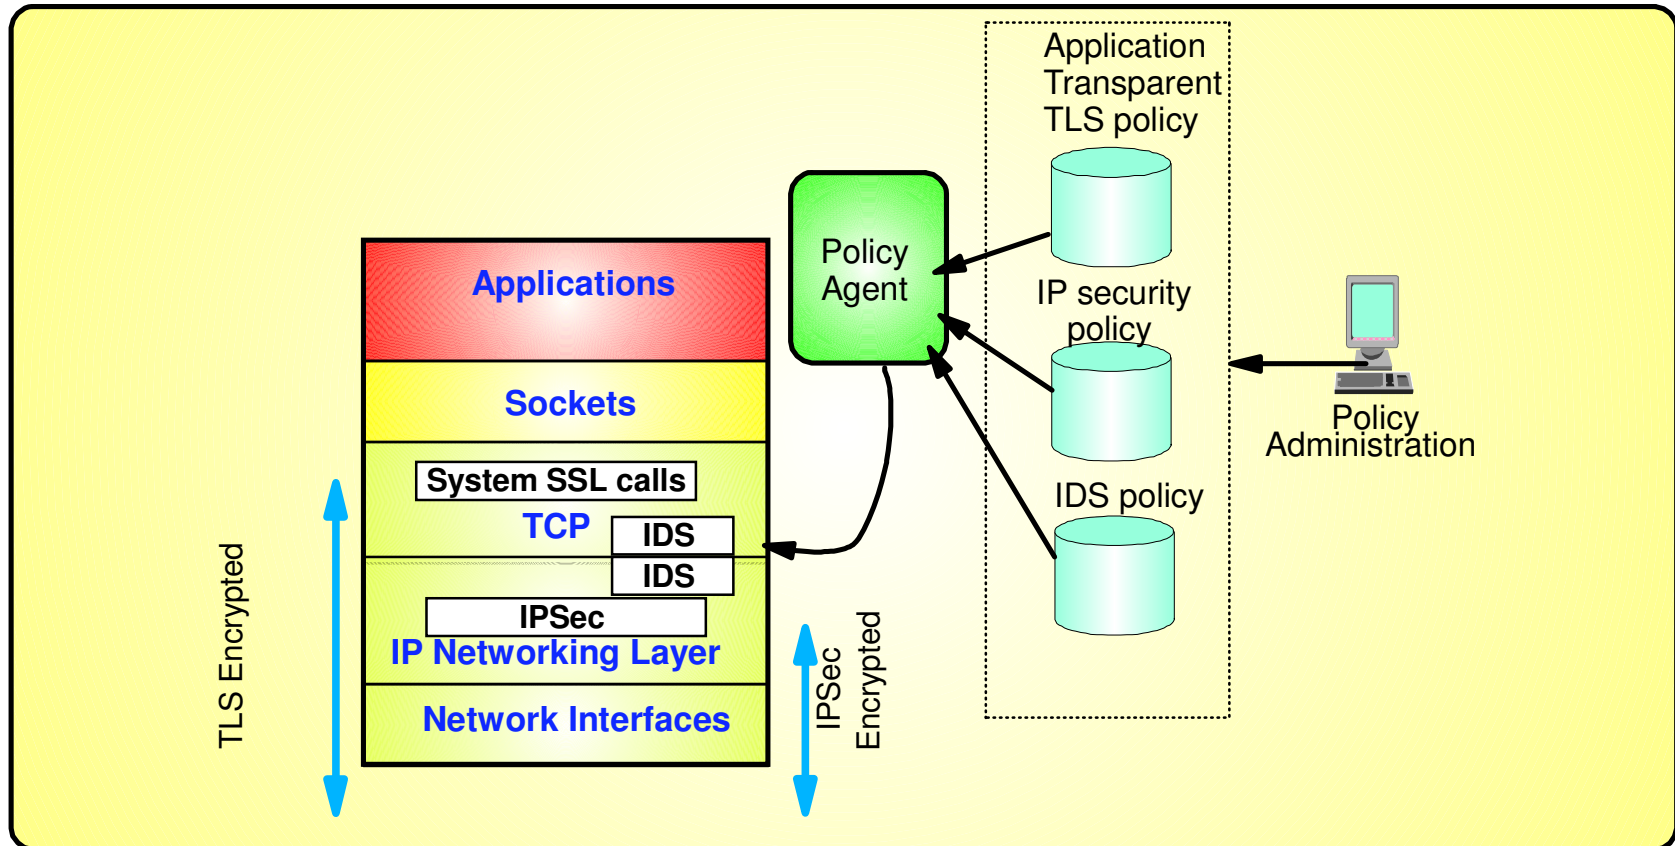 Application
Transparent
TLS policy
Policy
Agent
Applications
IP security
policy
Sockets
Policy
Administration
System SSL calls
IDS policy
TCP
IDS
IDS
IPSec
IP Networking Layer
Network Interfaces
TLS Encrypted
IPSec
Encrypted